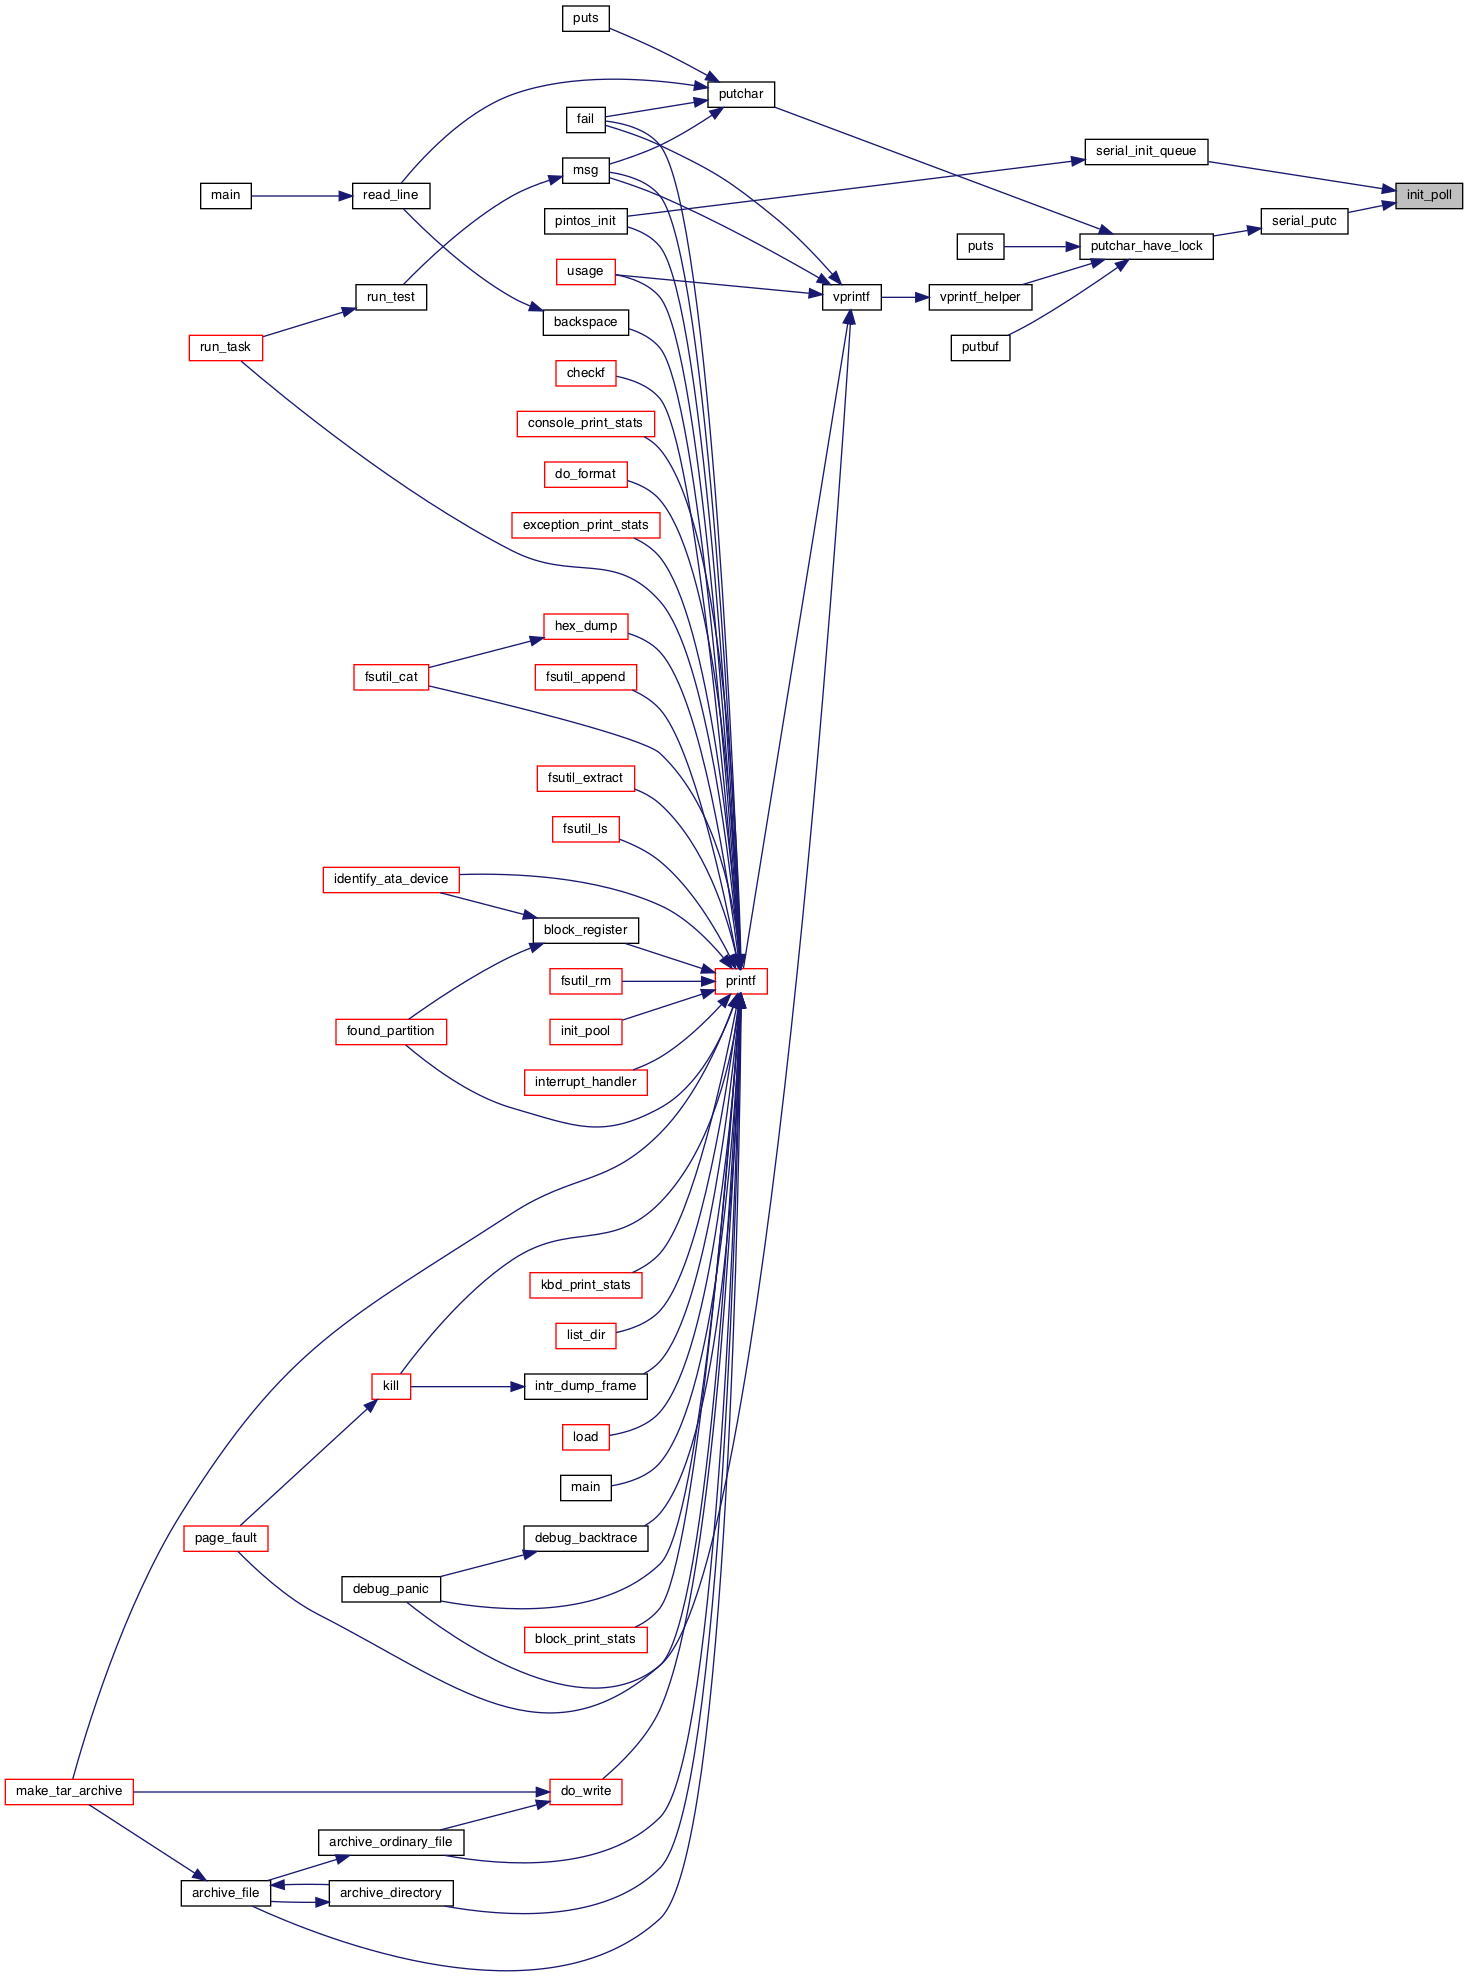 puts
putchar
fail
serial_init_queue
msg
main
read_line
init_poll
pintos_init
serial_putc
puts
putchar_have_lock
usage
run_test
vprintf
vprintf_helper
backspace
run_task
putbuf
checkf
console_print_stats
do_format
exception_print_stats
hex_dump
fsutil_cat
fsutil_append
fsutil_extract
fsutil_ls
identify_ata_device
block_register
fsutil_rm
printf
found_partition
init_pool
interrupt_handler
kbd_print_stats
list_dir
kill
intr_dump_frame
load
main
page_fault
debug_backtrace
debug_panic
block_print_stats
make_tar_archive
do_write
archive_ordinary_file
archive_file
archive_directory